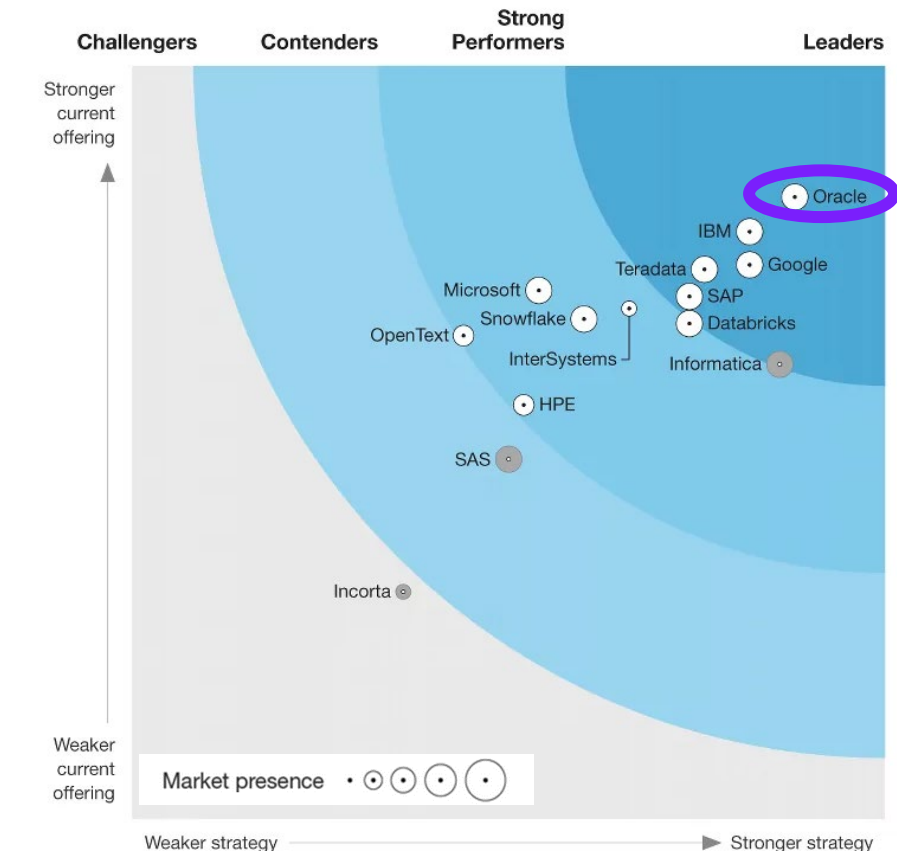 Challengers
Contenders
Strong
Performers
Leaders
Stronger
current
offering
Oracle
IBM
Google
Teradata
Microsoft
SAP
Snowflake
Databricks
OpenText
InterSystems
Informatica
HPE
SAS
Incorta
Weaker
current
offering
Market presence
Weaker strategy
Stronger strategy